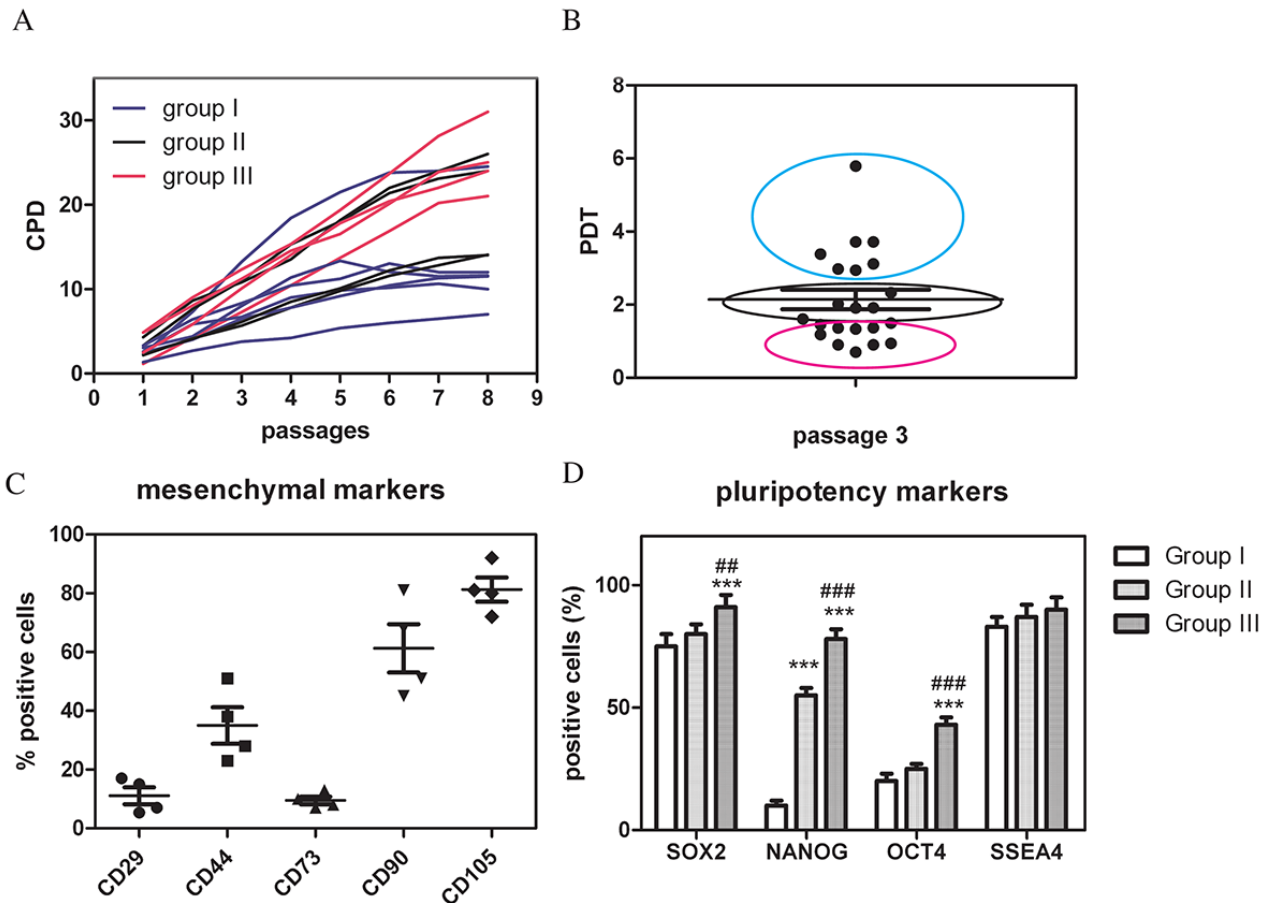 A
CPD
30
20
10
0
group I
group II
group III
0 1 2 3 4 5 6 7 8 9
passages
B
PDT
8
6
4
2
0
passage 3
C
mesenchymal markers
% positive cells
100
80
60
40
20
0
CD29 CD44 CD73 CD90 CD105
D
pluripotency markers
positive cells (%)
100
50
0
##
***
***
###
***
###
***
SOX2 NANOG OCT4 SSEA4
Group I
Group II
Group III